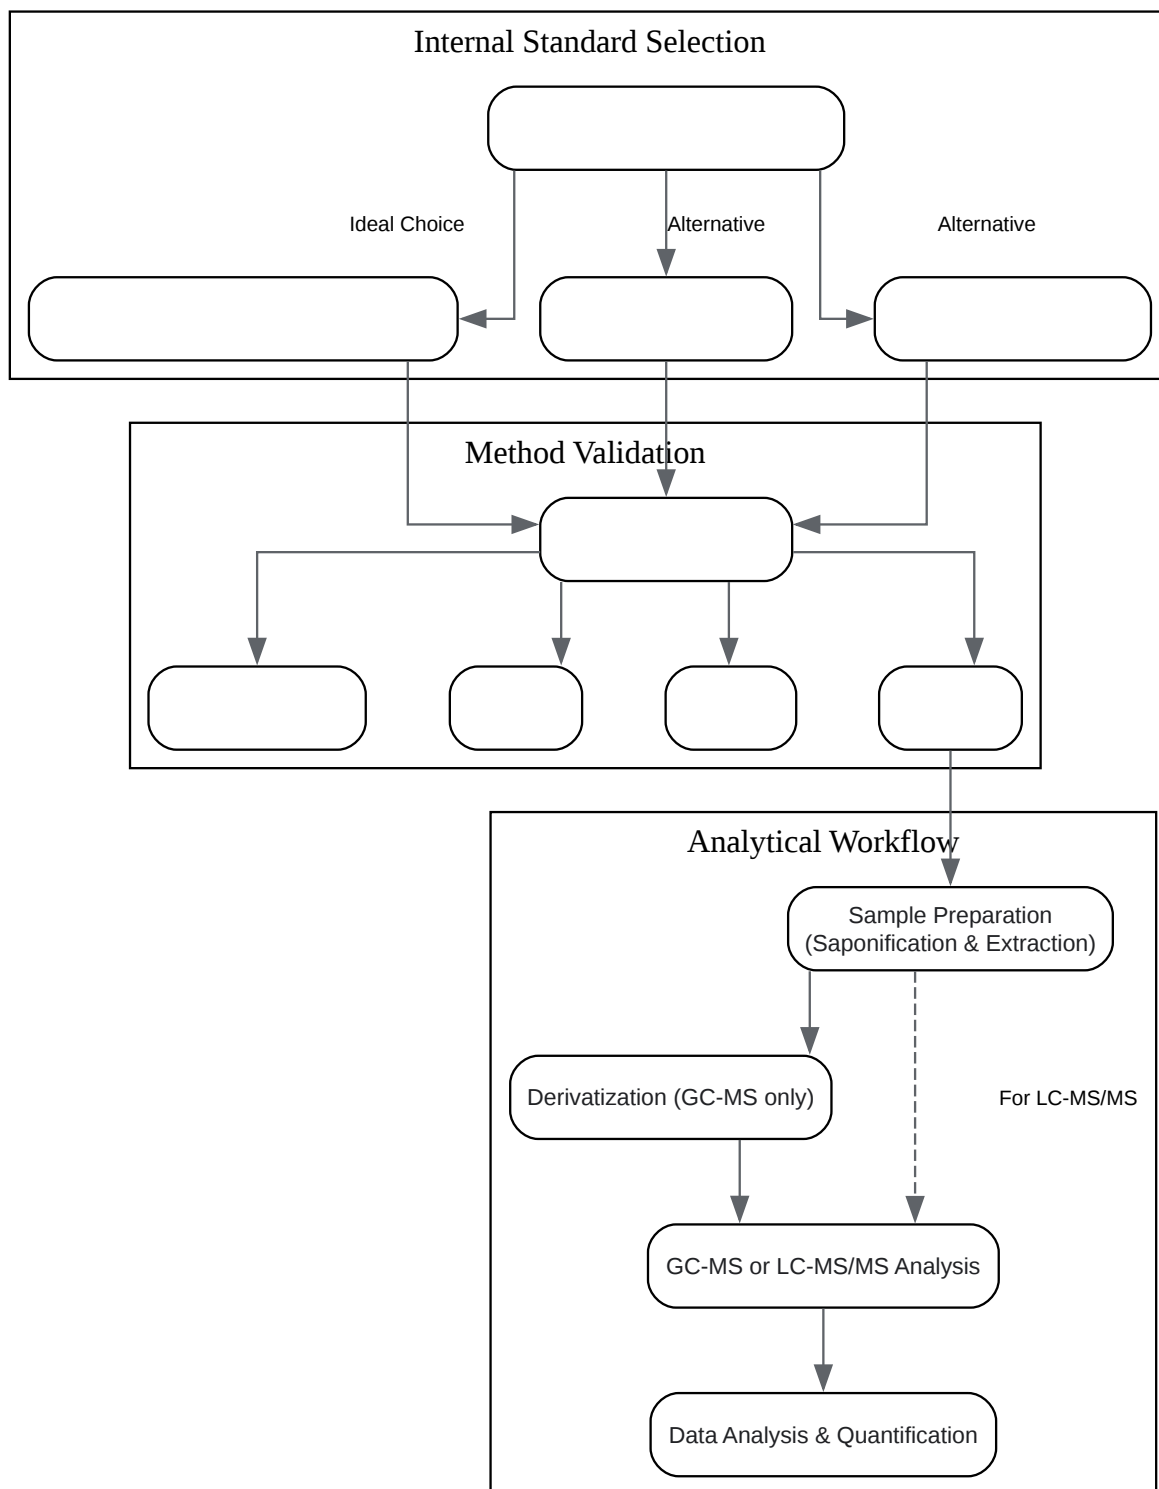 Internal Standard Selection
Ideal Choice
Alternative
Alternative
Method Validation
Analytical Workflow
Sample Preparation
(Saponification & Extraction)
Derivatization (GC-MS only)
For LC-MS/MS
GC-MS or LC-MS/MS Analysis
Data Analysis & Quantification